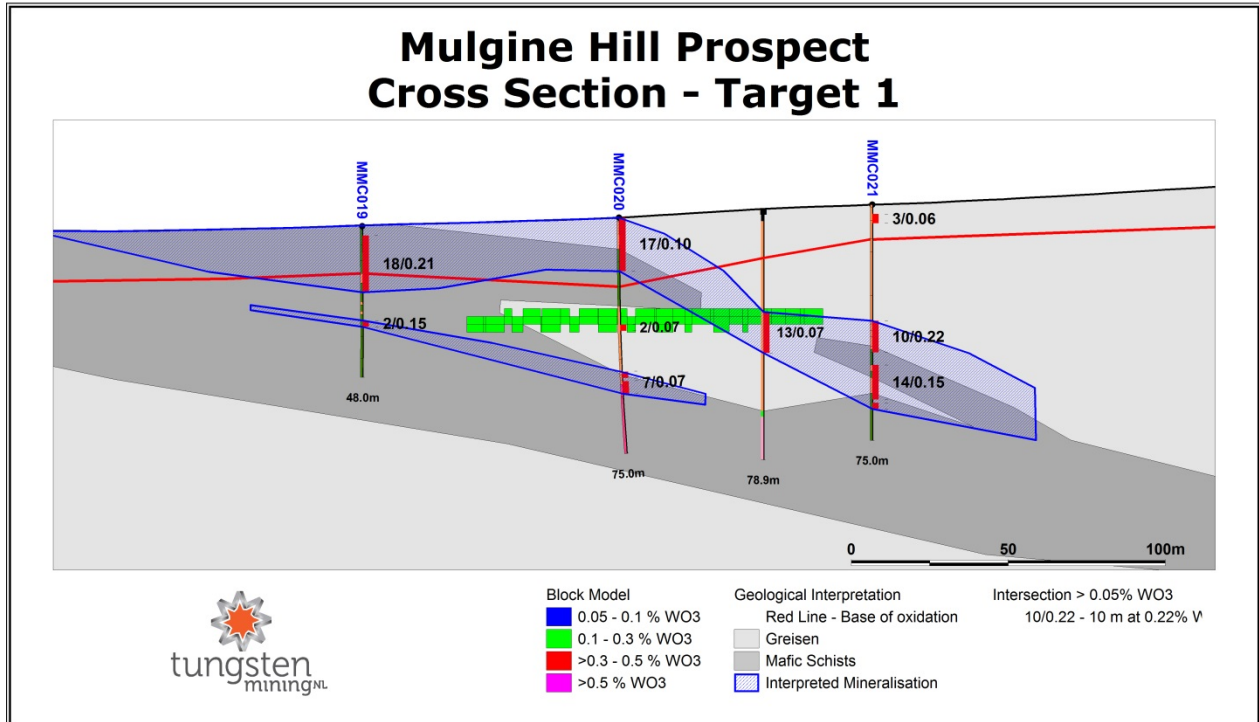 Mulgine Hill Prospect
Cross Section - Target 1
MMC019
MMC020
MMC021
3/0.06
17/0.10
18/0.21
2/0.15
2/0.07
13/0.07
10/0.22
7/0.07
14/0.15
48.0m
75.0m
78.9m
75.0m
0 50 100m
Block Model
0.05 - 0.1 % WO3
0.1 - 0.3 % WO3
>0.3 - 0.5 % WO3
>0.5 % WO3
Geological Interpretation
Red Line - Base of oxidation
Greisen
Mafic Schists
Interpreted Mineralisation
Intersection > 0.05% WO3
10/0.22 - 10 m at 0.22%
tungsten
miningNL